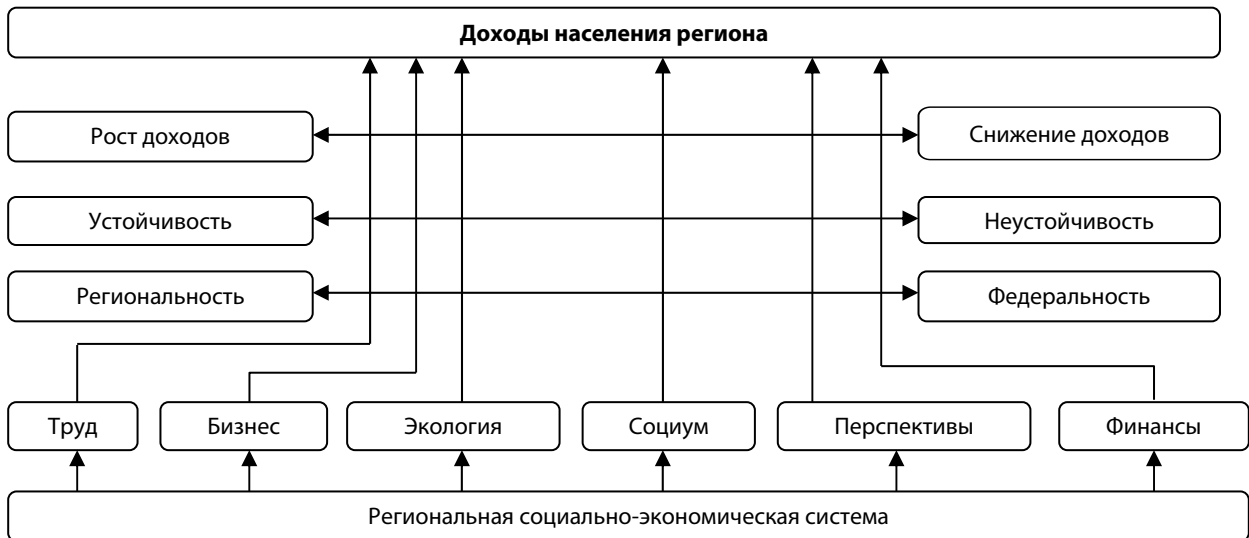 Доходы населения региона
Рост доходов
Снижение доходов
Устойчивость
Неустойчивость
Региональность
Федеральность
Труд
Бизнес
Экология
Социум
Перспективы
Финансы
Региональная социально-экономическая система